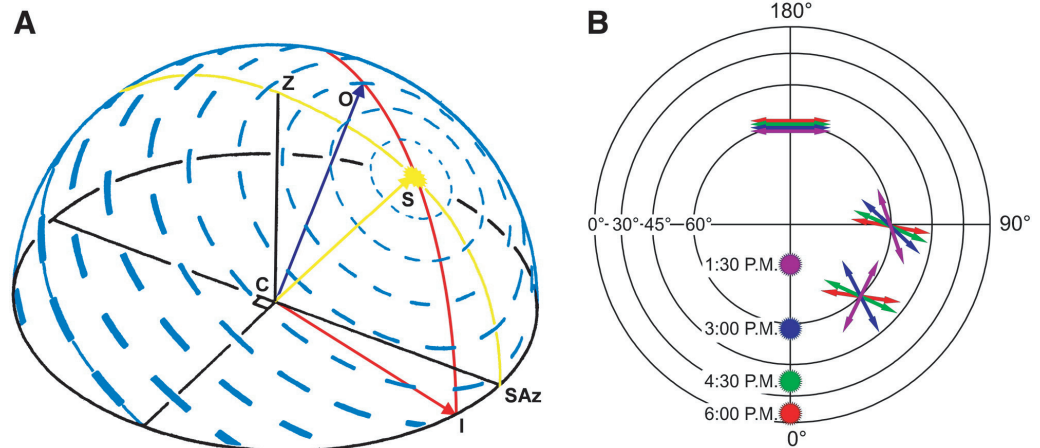 A
Z
O
S
C
SAz
I
B
180°
0°-30°-45°-60°
90°
1:30 P.M.
3:00 P.M.
4:30 P.M.
6:00 P.M.
0°